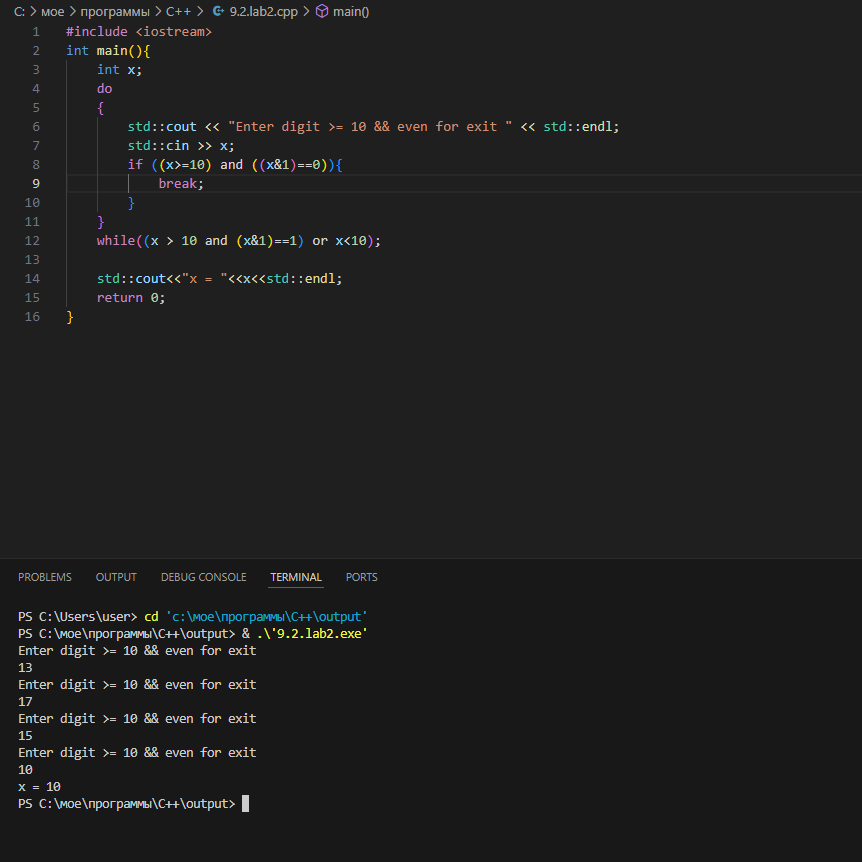 C: > мое > программы > C++ > 9.2.lab2.cpp > main()
1 #include <iostream>
2 int main(){
3     int x;
4     do
5     {
6         std::cout << "Enter digit >= 10 && even for exit " << std::endl;
7         std::cin >> x;
8         if ((x>=10) and ((x&1)==0)){
9             break;
10         }
11     }
12     while((x > 10 and (x&1)==1) or x<10);
13
14     std::cout<<"x = "<<x<<std::endl;
15     return 0;
16 }
PROBLEMS OUTPUT DEBUG CONSOLE TERMINAL PORTS
PS C:\Users\user> cd 'c:\мое\программы\C++\output'
PS C:\мое\программы\C++\output> & .\'9.2.lab2.exe'
Enter digit >= 10 && even for exit
13
Enter digit >= 10 && even for exit
17
Enter digit >= 10 && even for exit
15
Enter digit >= 10 && even for exit
10
x = 10
PS C:\мое\программы\C++\output>